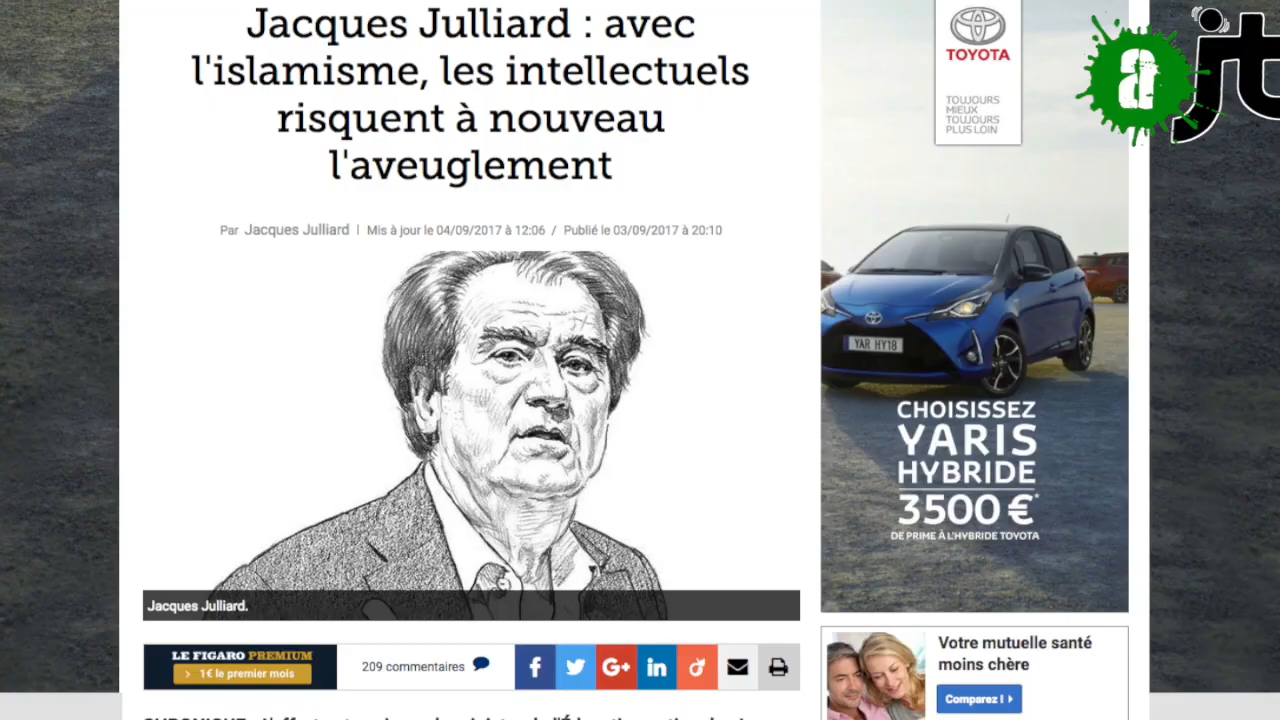 Jacques Julliard : avec
l'islamisme, les intellectuels
risquent à nouveau
l'aveuglement
Par Jacques Julliard | Mis à jour le 04/09/2017 à 12:06 / Publié le 03/09/2017 à 20:10
Jacques Julliard.
LE FIGARO PREMIUM
> 1€ le premier mois
209 commentaires
TOYOTA
TOUJOURS
MIEUX
TOUJOURS
PLUS LOIN
YAR HY18
CHOISISSEZ
YARIS
HYBRIDE
3500 €*
DE PRIME À L'HYBRIDE TOYOTA
Votre mutuelle santé
moins chère
Comparez !
a jt